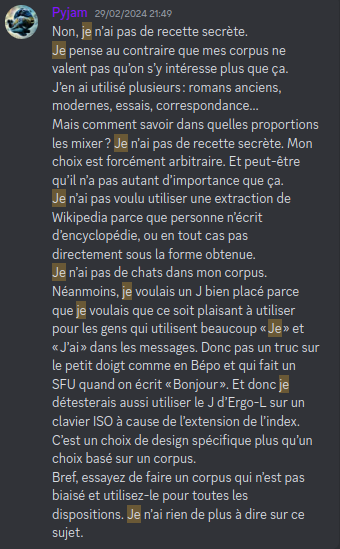 Pyjam 29/02/2024 21:49
Non, je n'ai pas de recette secrète.
Je pense au contraire que mes corpus ne
valent pas qu'on s'y intéresse plus que ça.
J'en ai utilisé plusieurs : romans anciens,
modernes, essais, correspondance…
Mais comment savoir dans quelles proportions
les mixer ? Je n'ai pas de recette secrète. Mon
choix est forcément arbitraire. Et peut-être
qu'il n'a pas autant d'importance que ça.
Je n'ai pas voulu utiliser une extraction de
Wikipedia parce que personne n'écrit
d'encyclopédie, ou en tout cas pas
directement sous la forme obtenue.
Je n'ai pas de chats dans mon corpus.
Néanmoins, je voulais un J bien placé parce
que je voulais que ce soit plaisant à utiliser
pour les gens qui utilisent beaucoup « Je » et
« J'ai » dans les messages. Donc pas un truc sur
le petit doigt comme en Bépo et qui fait un
SFU quand on écrit « Bonjour ». Et donc je
détesterais aussi utiliser le J d'Ergo-L sur un
clavier ISO à cause de l'extension de l'index.
C'est un choix de design spécifique plus qu'un
choix basé sur un corpus.
Bref, essayez de faire un corpus qui n'est pas
biaisé et utilisez-le pour toutes les
dispositions. Je n'ai rien de plus à dire sur ce
sujet.